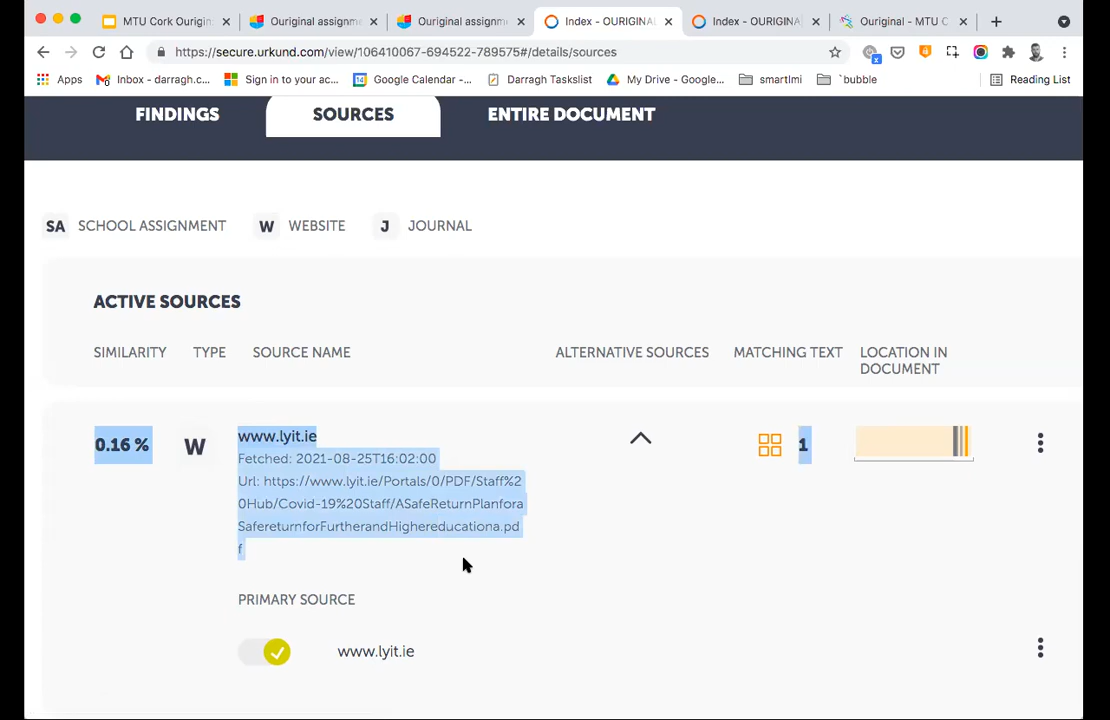 MTU Cork Ourigin
Ouriginal assignme
Ouriginal assignm
Index - OURIGINAL
Index - OURIGINA
Ouriginal - MTU C
https://secure.urkund.com/view/106410067-694522-789575#/details/sources
Apps
Inbox - darragh.c...
Sign in to your ac...
Google Calendar -...
Darragh Tasklist
My Drive - Google...
smartlmi
`bubble
Reading List
FINDINGS
SOURCES
ENTIRE DOCUMENT
SA SCHOOL ASSIGNMENT
W WEBSITE
J JOURNAL
ACTIVE SOURCES
SIMILARITY
TYPE
SOURCE NAME
ALTERNATIVE SOURCES
MATCHING TEXT
LOCATION IN
DOCUMENT
0.16 %
W
www.lyit.ie
Fetched: 2021-08-25T16:02:00
Url: https://www.lyit.ie/Portals/0/PDF/Staff%2
0Hub/Covid-19%20Staff/ASafeReturnPlanfora
SafereturnforFurtherandHighereducationa.pd
f
1
PRIMARY SOURCE
www.lyit.ie